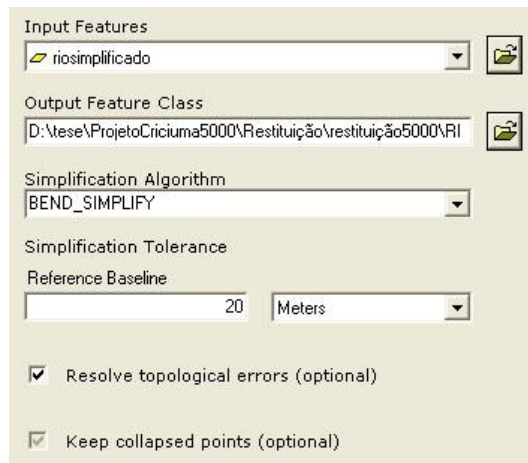 Input Features
riosimplificado
Output Feature Class
D:\tese\ProjetoCriciuma5000\Restituição\restituição5000\RI
Simplification Algorithm
BEND_SIMPLIFY
Simplification Tolerance
Reference Baseline
20 Meters
Resolve topological errors (optional)
Keep collapsed points (optional)